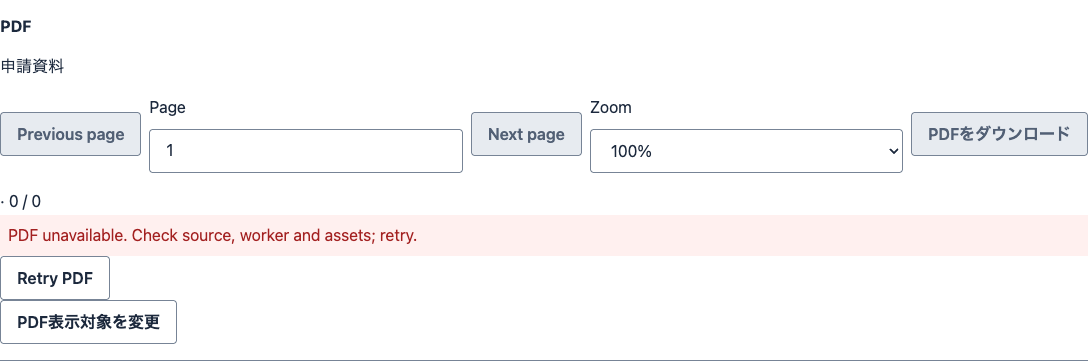 PDF
申請資料
Previous page
Page
1
Next page
Zoom
100%
PDFをダウンロード
· 0 / 0
PDF unavailable. Check source, worker and assets; retry.
Retry PDF
PDF表示対象を変更